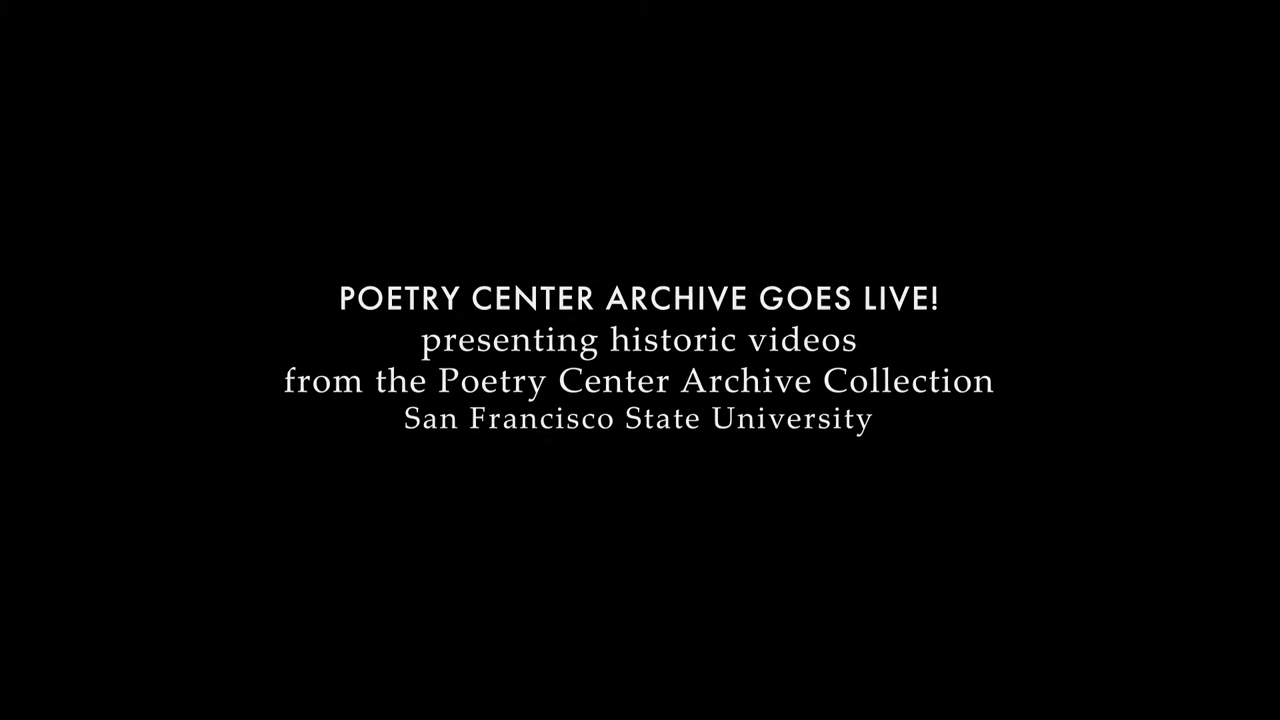 POETRY CENTER ARCHIVE GOES LIVE!
presenting historic videos
from the Poetry Center Archive Collection
San Francisco State University